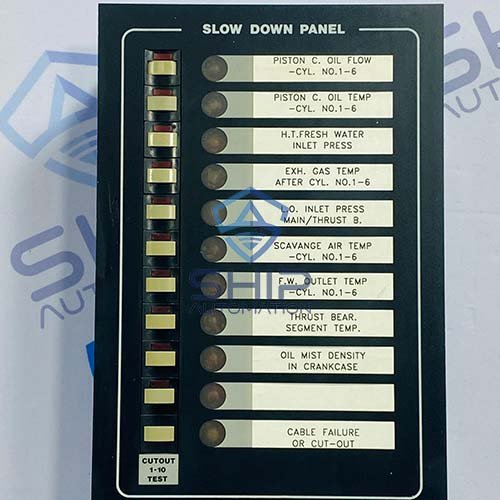 SLOW DOWN PANEL
PISTON C. OIL FLOW
-CYL. NO.1-6
PISTON C. OIL TEMP
-CYL. NO.1-6
H.T.FRESH WATER
INLET PRESS
EXH. GAS TEMP
AFTER CYL. NO.1-6
L.O. INLET PRESS
MAIN/THRUST B.
SCAVANGE AIR TEMP
-CYL. NO.1-6
F.W. OUTLET TEMP
-CYL. NO.1-6
THRUST BEAR.
SEGMENT TEMP.
OIL MIST DENSITY
IN CRANKCASE
CABLE FAILURE
OR CUT-OUT
CUTOUT
1-10
TEST
SHIP
AUTOMATION